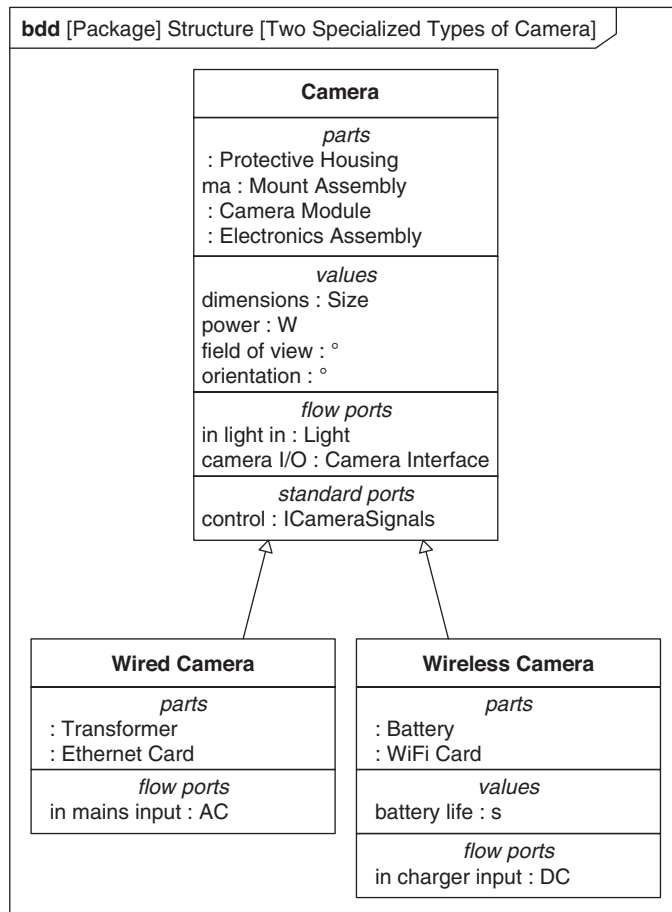 bdd [Package] Structure [Two Specialized Types of Camera]
Camera
parts
: Protective Housing
ma : Mount Assembly
: Camera Module
: Electronics Assembly
values
dimensions : Size
power : W
field of view : °
orientation : °
flow ports
in light in : Light
camera I/O : Camera Interface
standard ports
control : ICameraSignals
Wired Camera
parts
: Transformer
: Ethernet Card
flow ports
in mains input : AC
Wireless Camera
parts
: Battery
: WiFi Card
values
battery life : s
flow ports
in charger input : DC